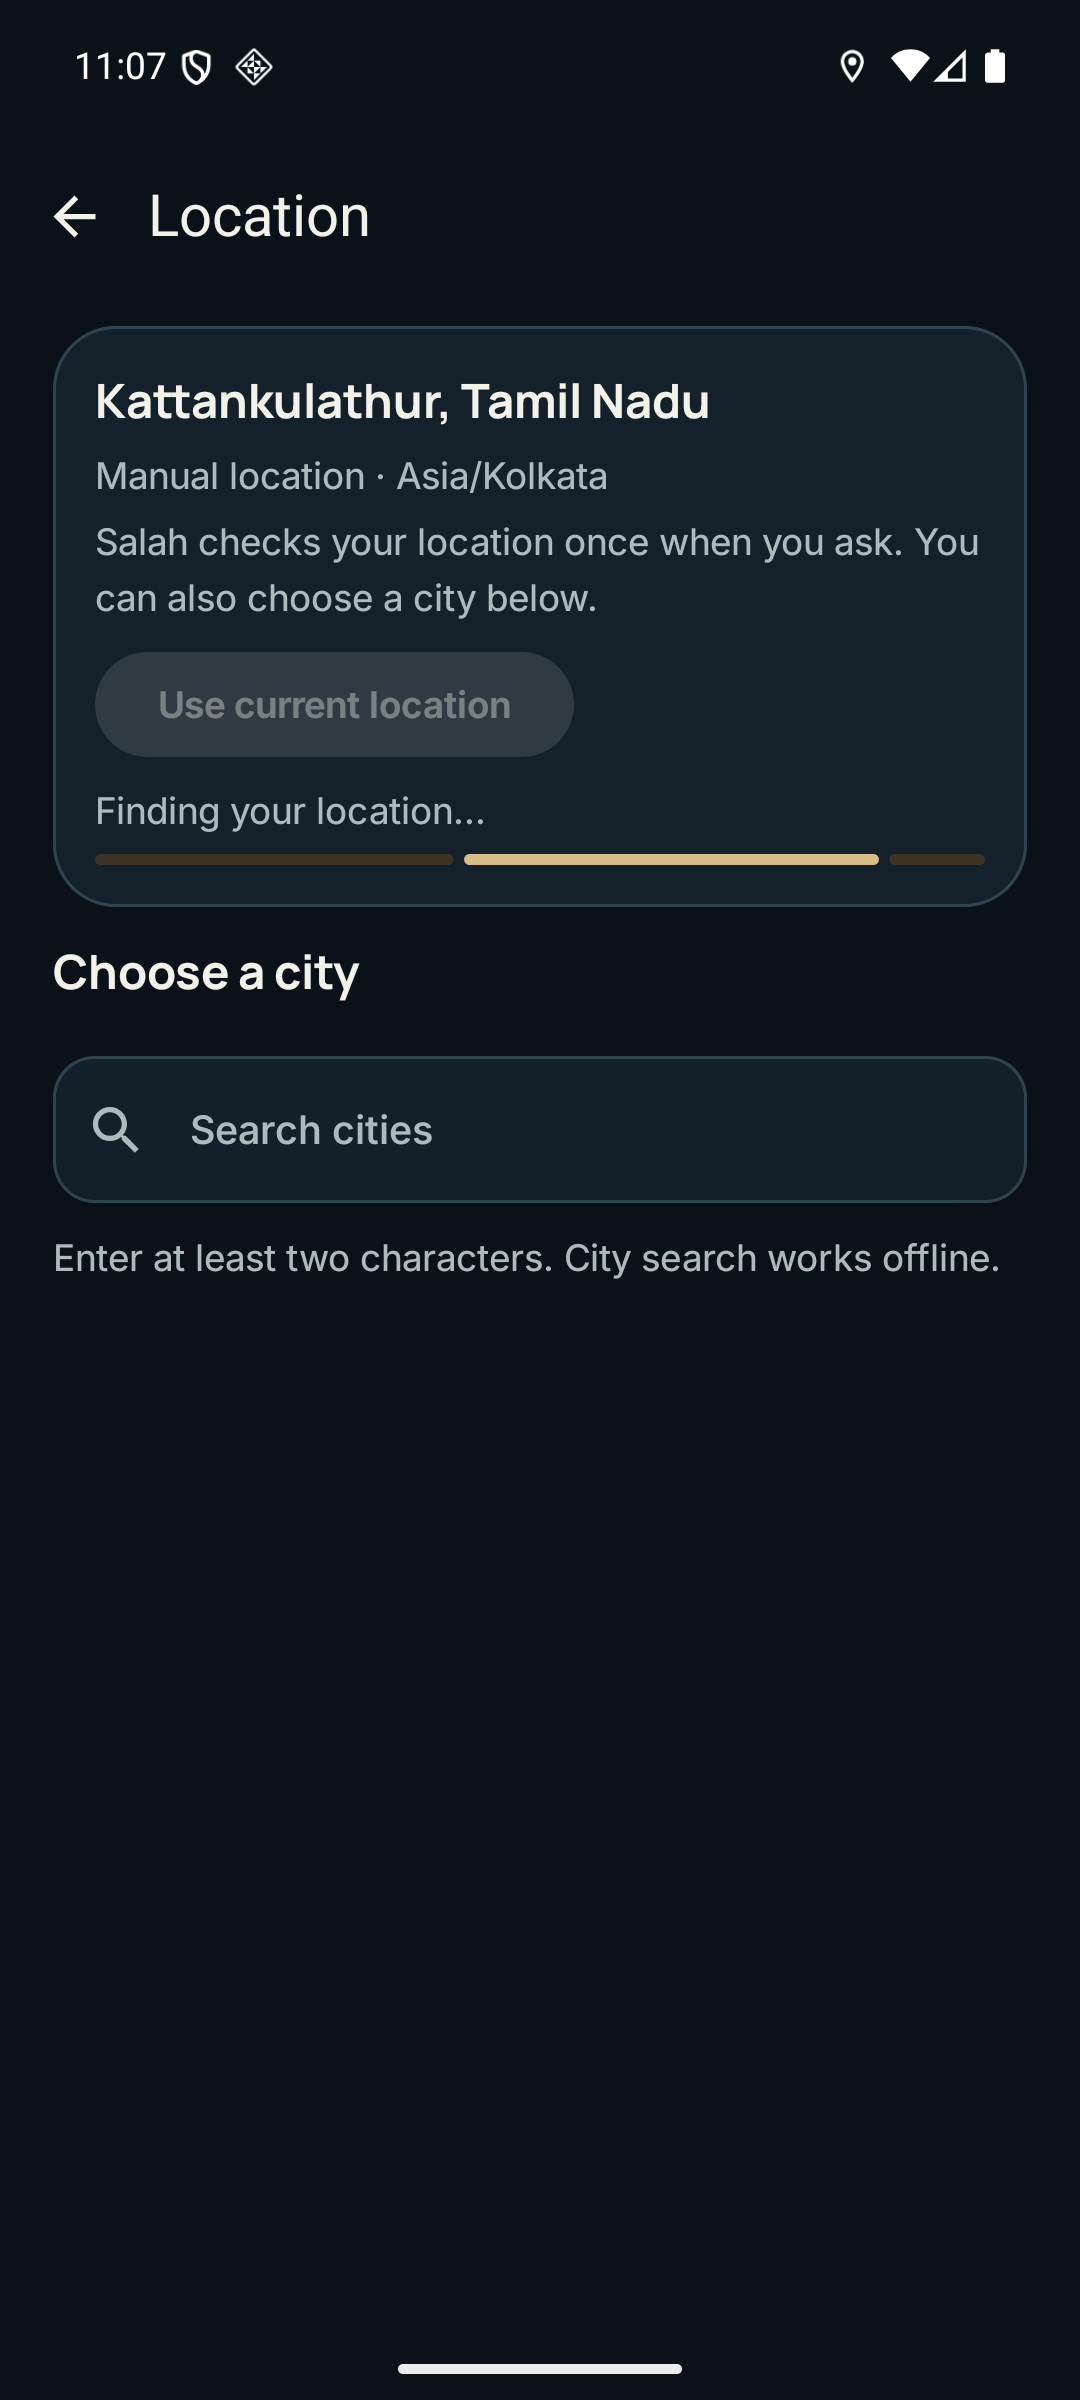 11:07
Location
Kattankulathur, Tamil Nadu
Manual location · Asia/Kolkata
Salah checks your location once when you ask. You
can also choose a city below.
Use current location
Finding your location…
Choose a city
Search cities
Enter at least two characters. City search works offline.